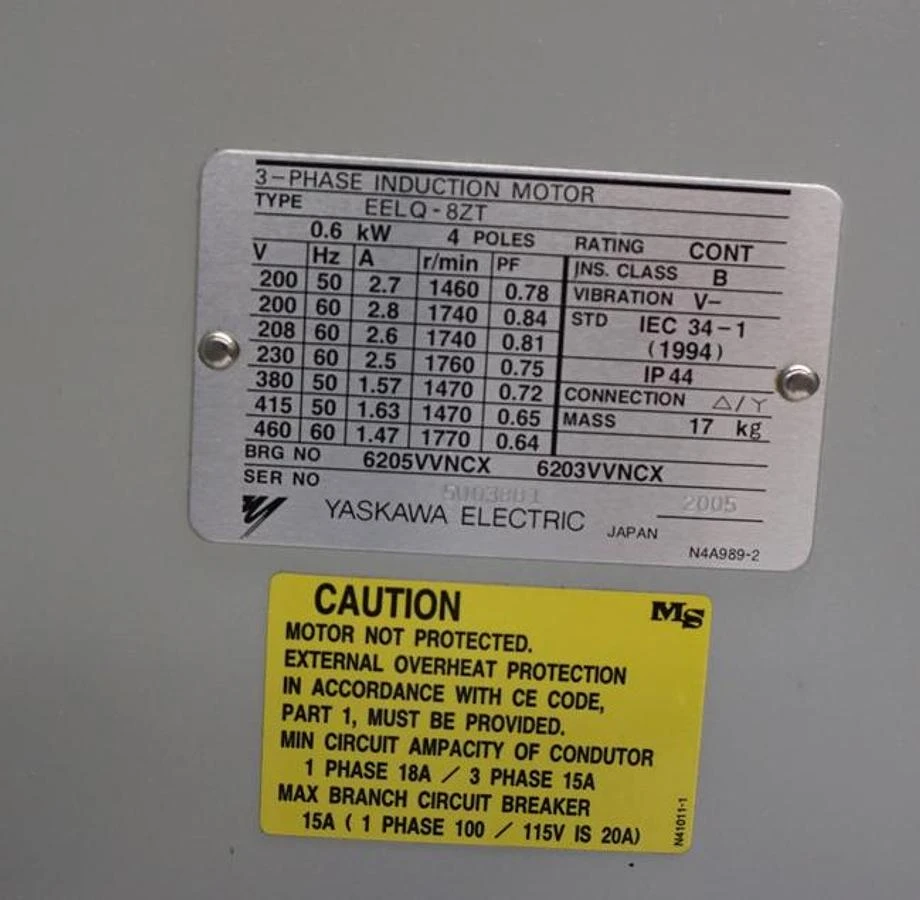 3-PHASE INDUCTION MOTOR
TYPE EELQ-8ZT
0.6 kW 4 POLES RATING CONT
V Hz A r/min PF INS. CLASS B
200 50 2.7 1460 0.78 VIBRATION V-
200 60 2.8 1740 0.84 STD IEC 34-1
208 60 2.6 1740 0.81 (1994)
230 60 2.5 1760 0.75 IP 44
380 50 1.57 1470 0.72 CONNECTION △/Y
415 50 1.63 1470 0.65 MASS 17 kg
460 60 1.47 1770 0.64
BRG NO 6205VVNCX 6203VVNCX
SER NO 2005
YASKAWA ELECTRIC JAPAN
N4A989-2
CAUTION MS
MOTOR NOT PROTECTED.
EXTERNAL OVERHEAT PROTECTION
IN ACCORDANCE WITH CE CODE,
PART 1, MUST BE PROVIDED.
MIN CIRCUIT AMPACITY OF CONDUTOR
1 PHASE 18A / 3 PHASE 15A
MAX BRANCH CIRCUIT BREAKER
15A ( 1 PHASE 100 / 115V IS 20A)
N41011-1